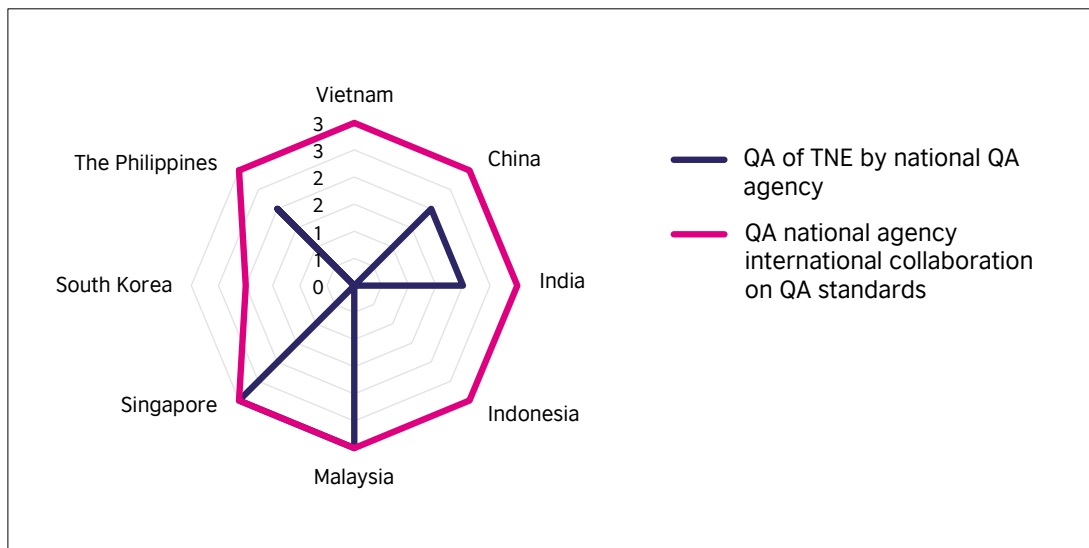 Vietnam
3
3
2
2
1
1
0
China
India
Indonesia
Malaysia
Singapore
South Korea
The Philippines
QA of TNE by national QA
agency
QA national agency
international collaboration
on QA standards